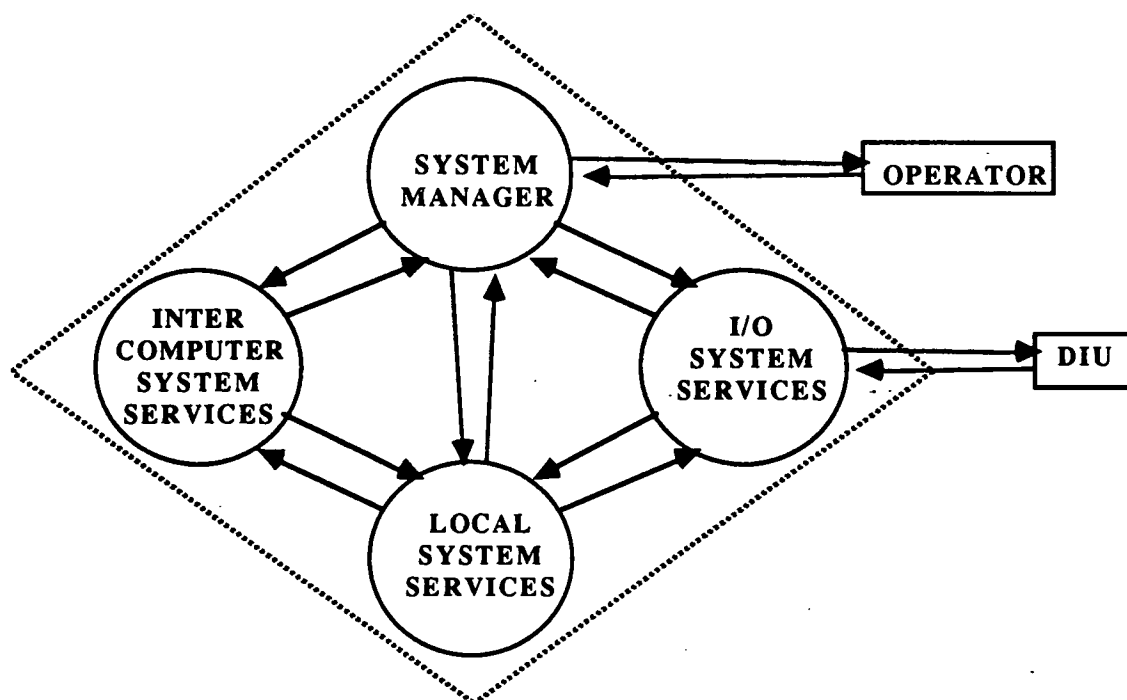 SYSTEM
MANAGER
OPERATOR
INTER
COMPUTER
SYSTEM
SERVICES
I/O
SYSTEM
SERVICES
DIU
LOCAL
SYSTEM
SERVICES